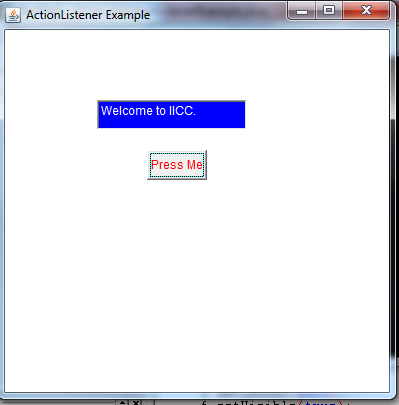 ActionListener Example
Welcome to IICC.
Press Me
f.setVisible(true);